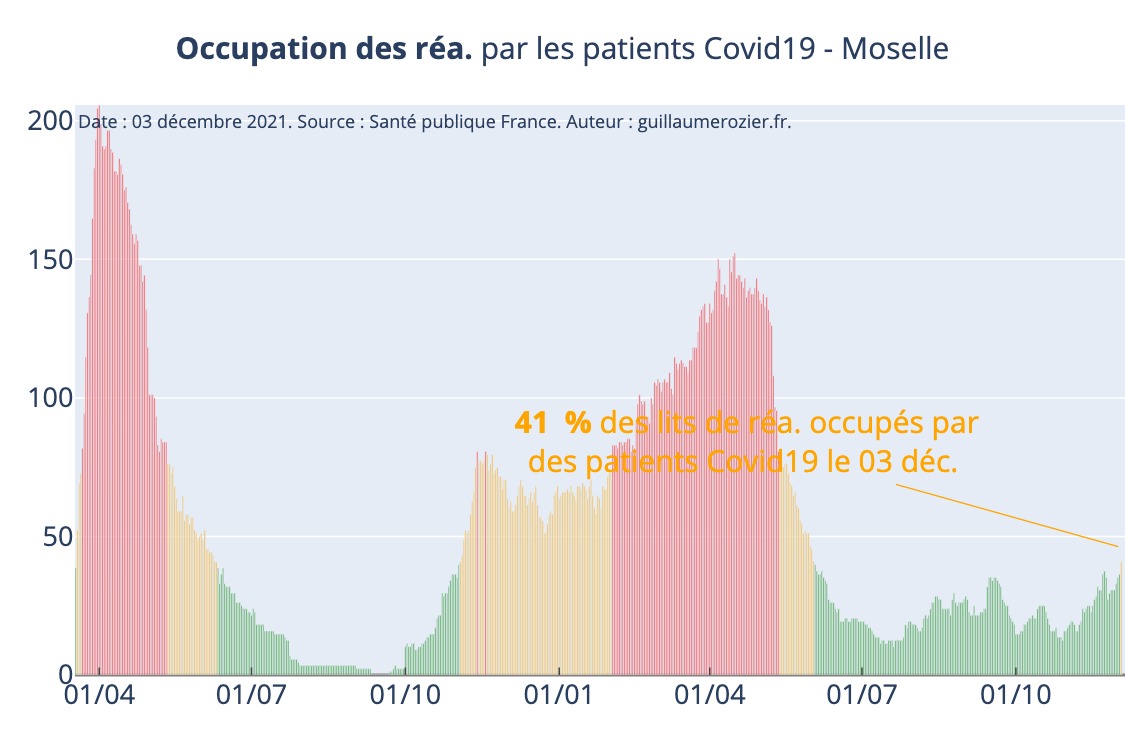 Occupation des réa. par les patients Covid19 - Moselle
200
Date : 03 décembre 2021. Source : Santé publique France. Auteur : guillaumerozier.fr.
150
100
41 % des lits de réa. occupés par
des patients Covid19 le 03 déc.
50
0
01/04 01/07 01/10 01/01 01/04 01/07 01/10